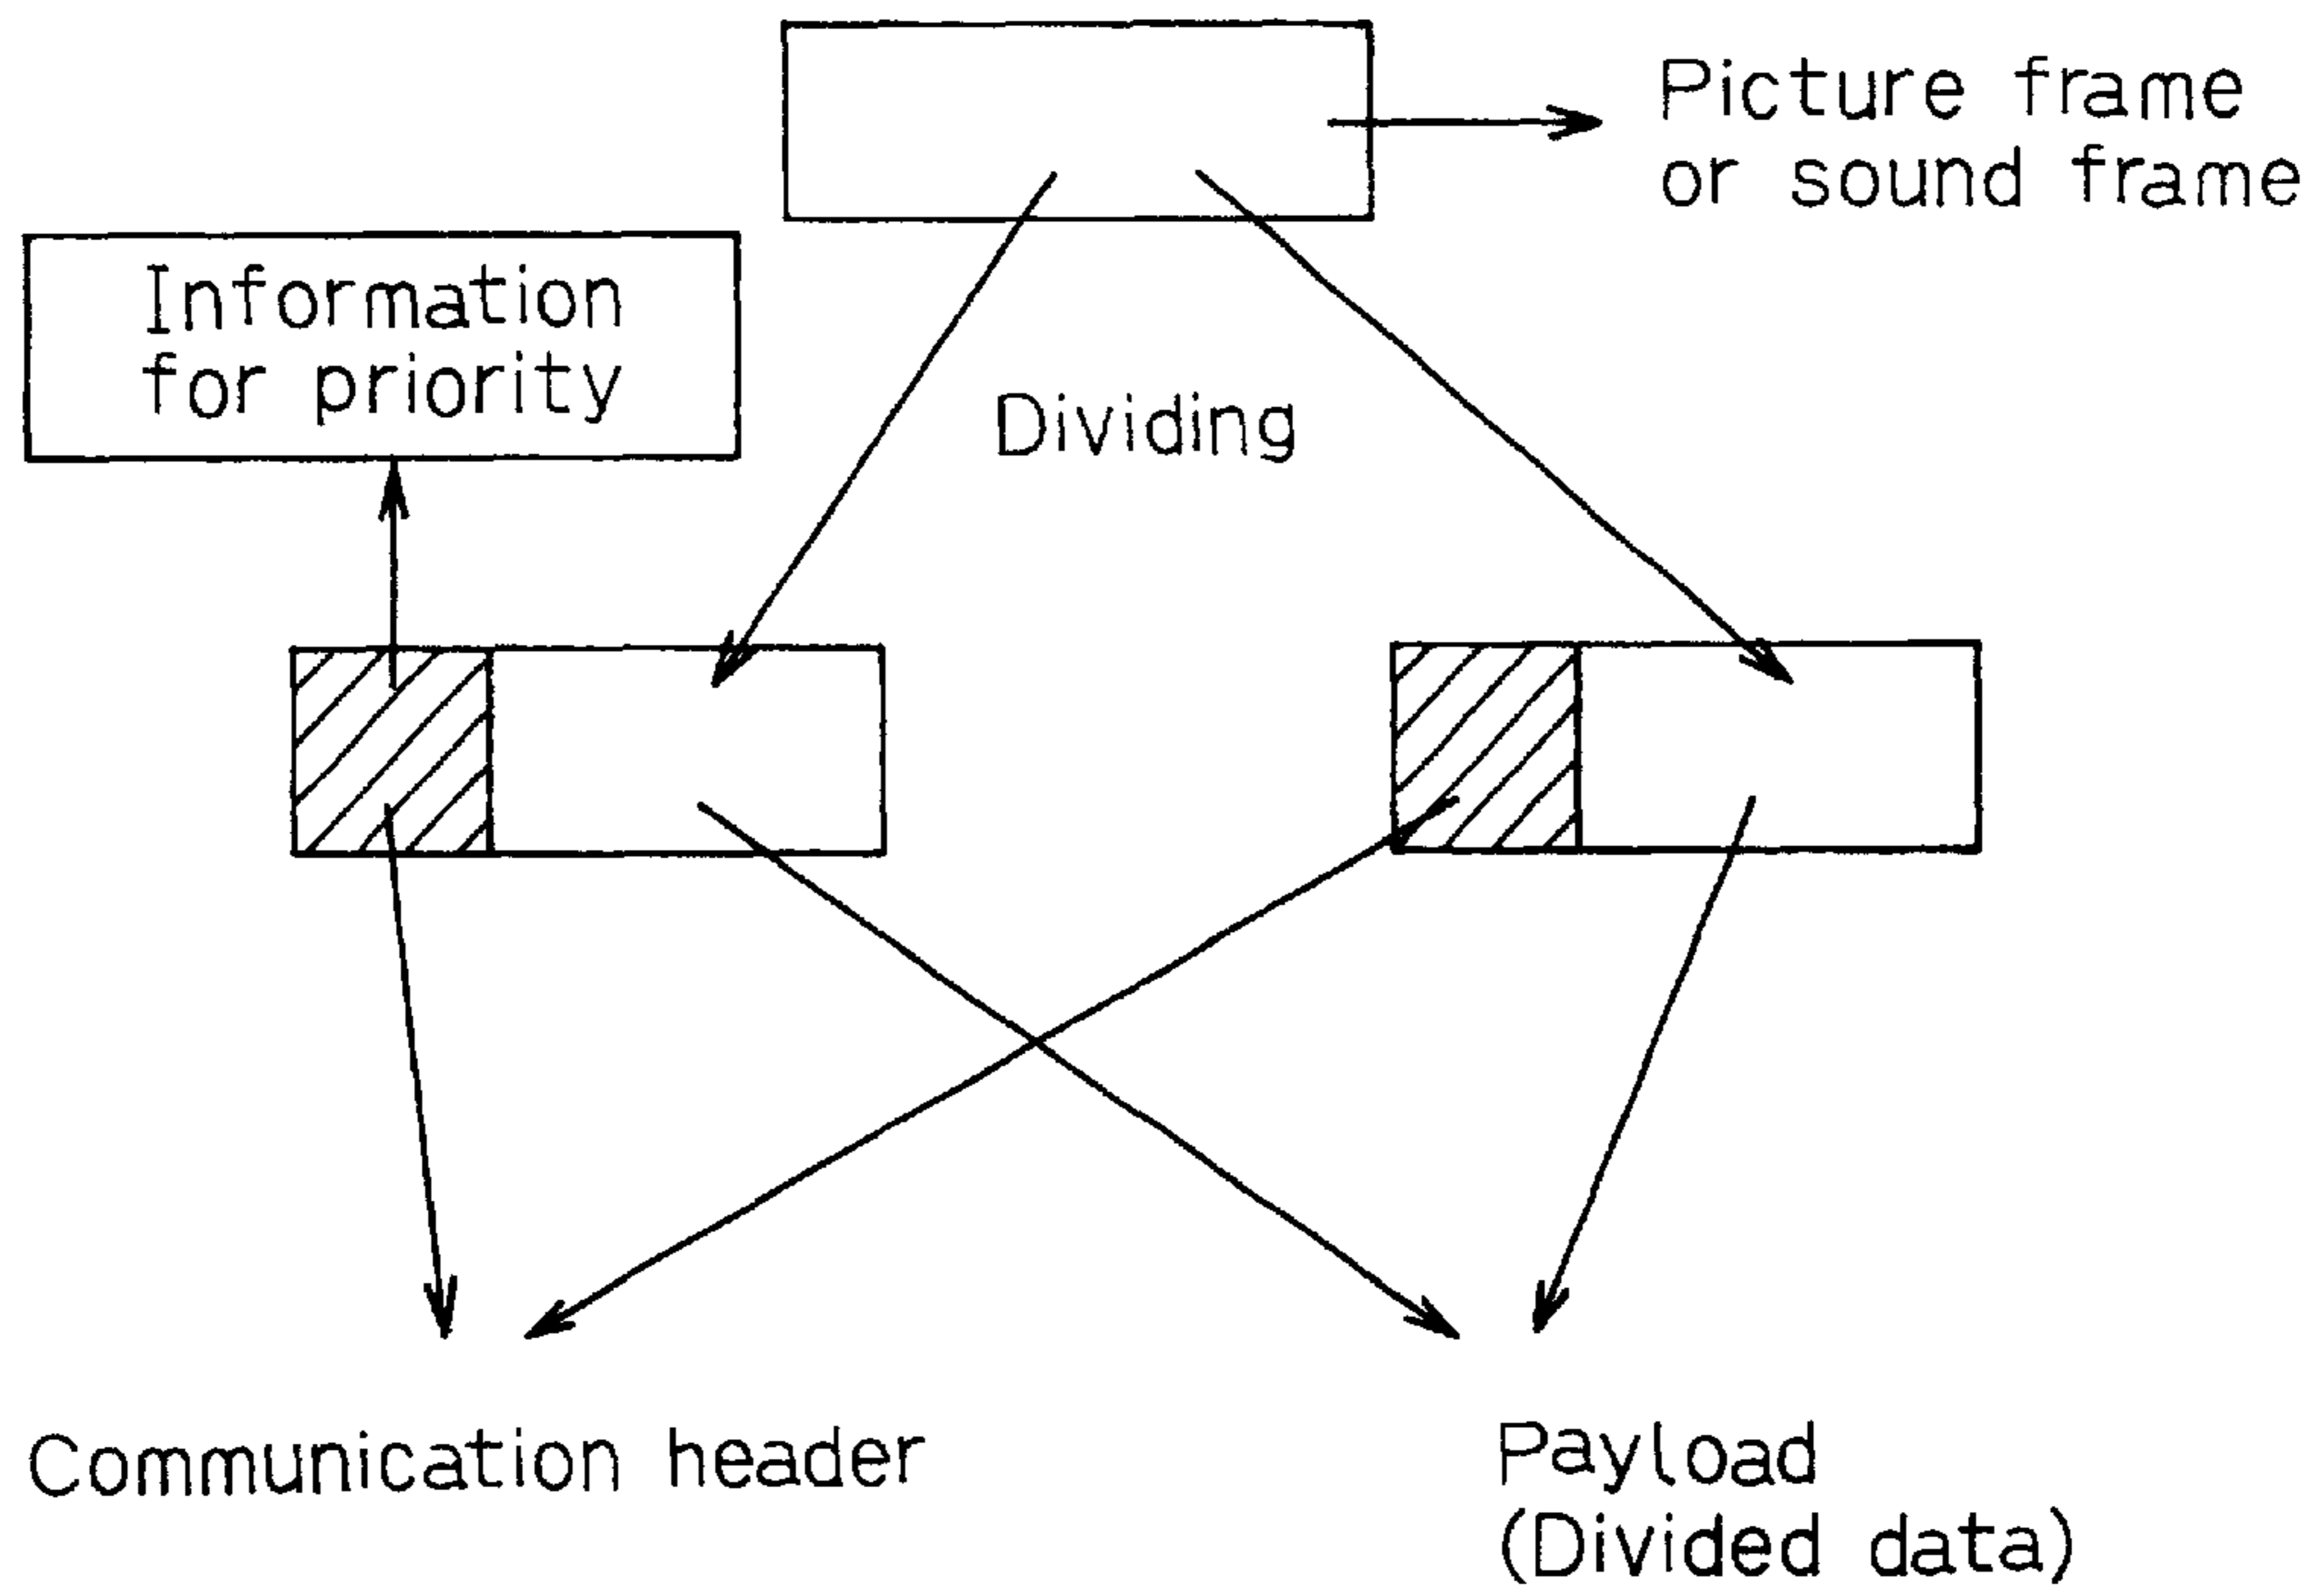 Picture frame
or sound frame
Information
for priority
Dividing
Communication header
Payload
(Divided data)